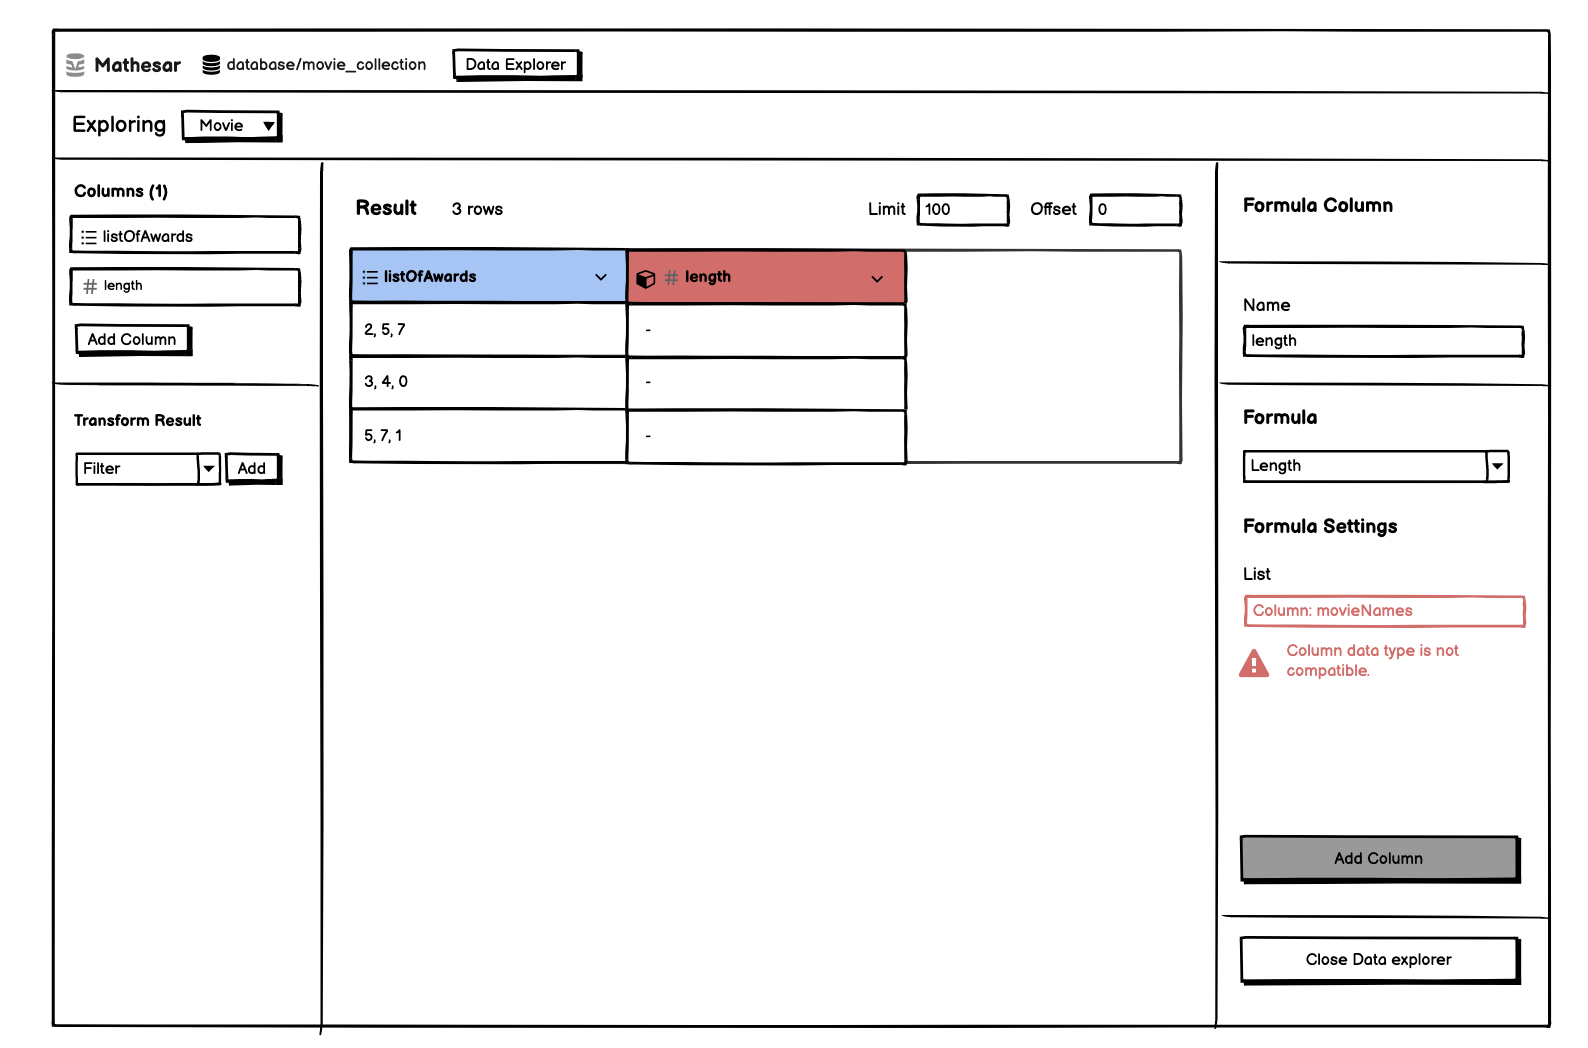 Mathesar database/movie_collection Data Explorer
Exploring Movie
Columns (1)
listOfAwards
# length
Add Column
Transform Result
Filter Add
Result 3 rows Limit 100 Offset 0
listOfAwards # length
2, 5, 7 -
3, 4, 0 -
5, 7, 1 -
Formula Column
Name
length
Formula
Length
Formula Settings
List
Column: movieNames
Column data type is not
compatible.
Add Column
Close Data explorer